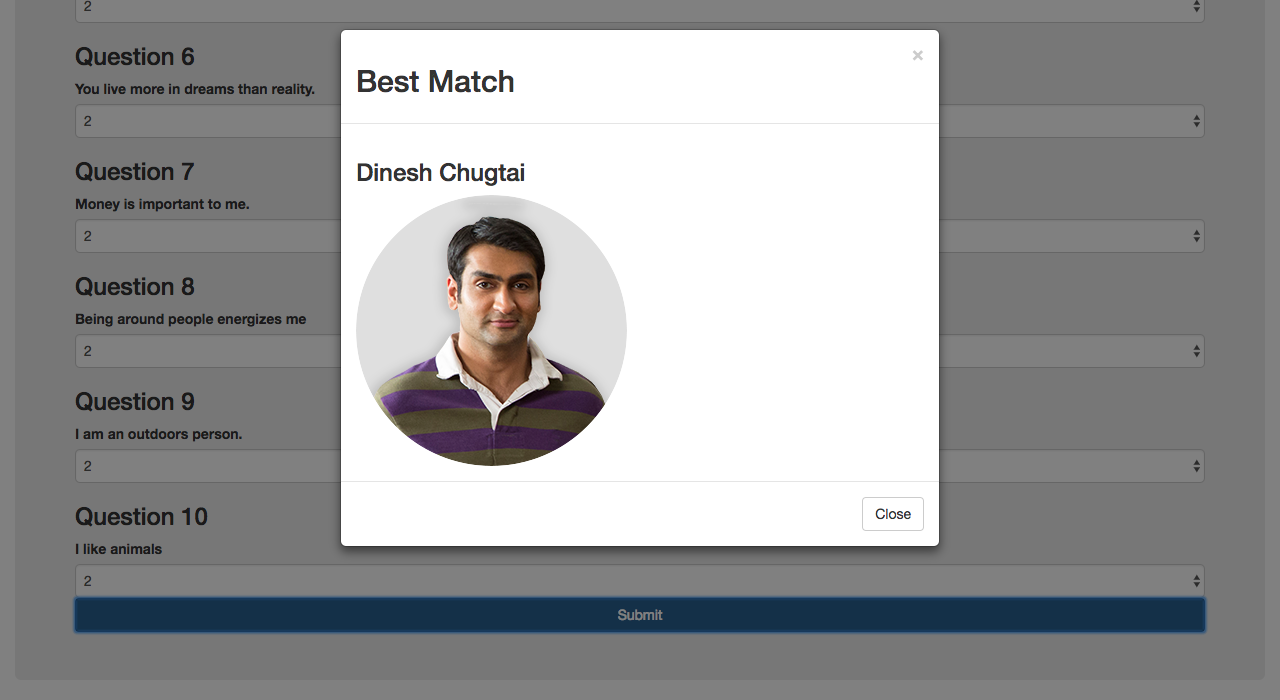 2
Question 6
You live more in dreams than reality.
2
Question 7
Money is important to me.
2
Question 8
Being around people energizes me
2
Question 9
I am an outdoors person.
2
Question 10
I like animals
2
Submit
×
Best Match
Dinesh Chugtai
Close